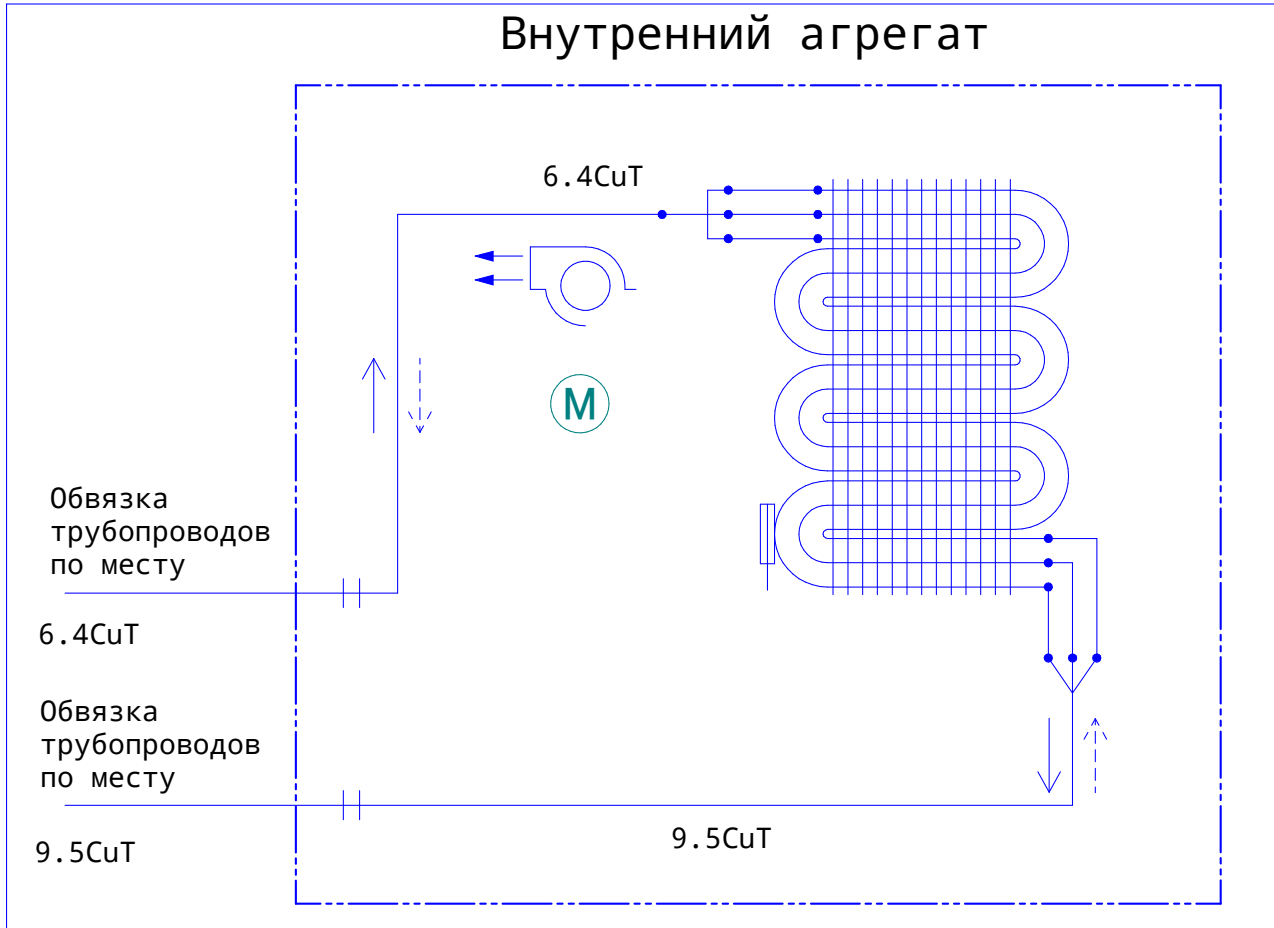 Внутренний агрегат
6.4CuT
M
Обвязка
трубопроводов
по месту
6.4CuT
Обвязка
трубопроводов
по месту
9.5CuT
9.5CuT